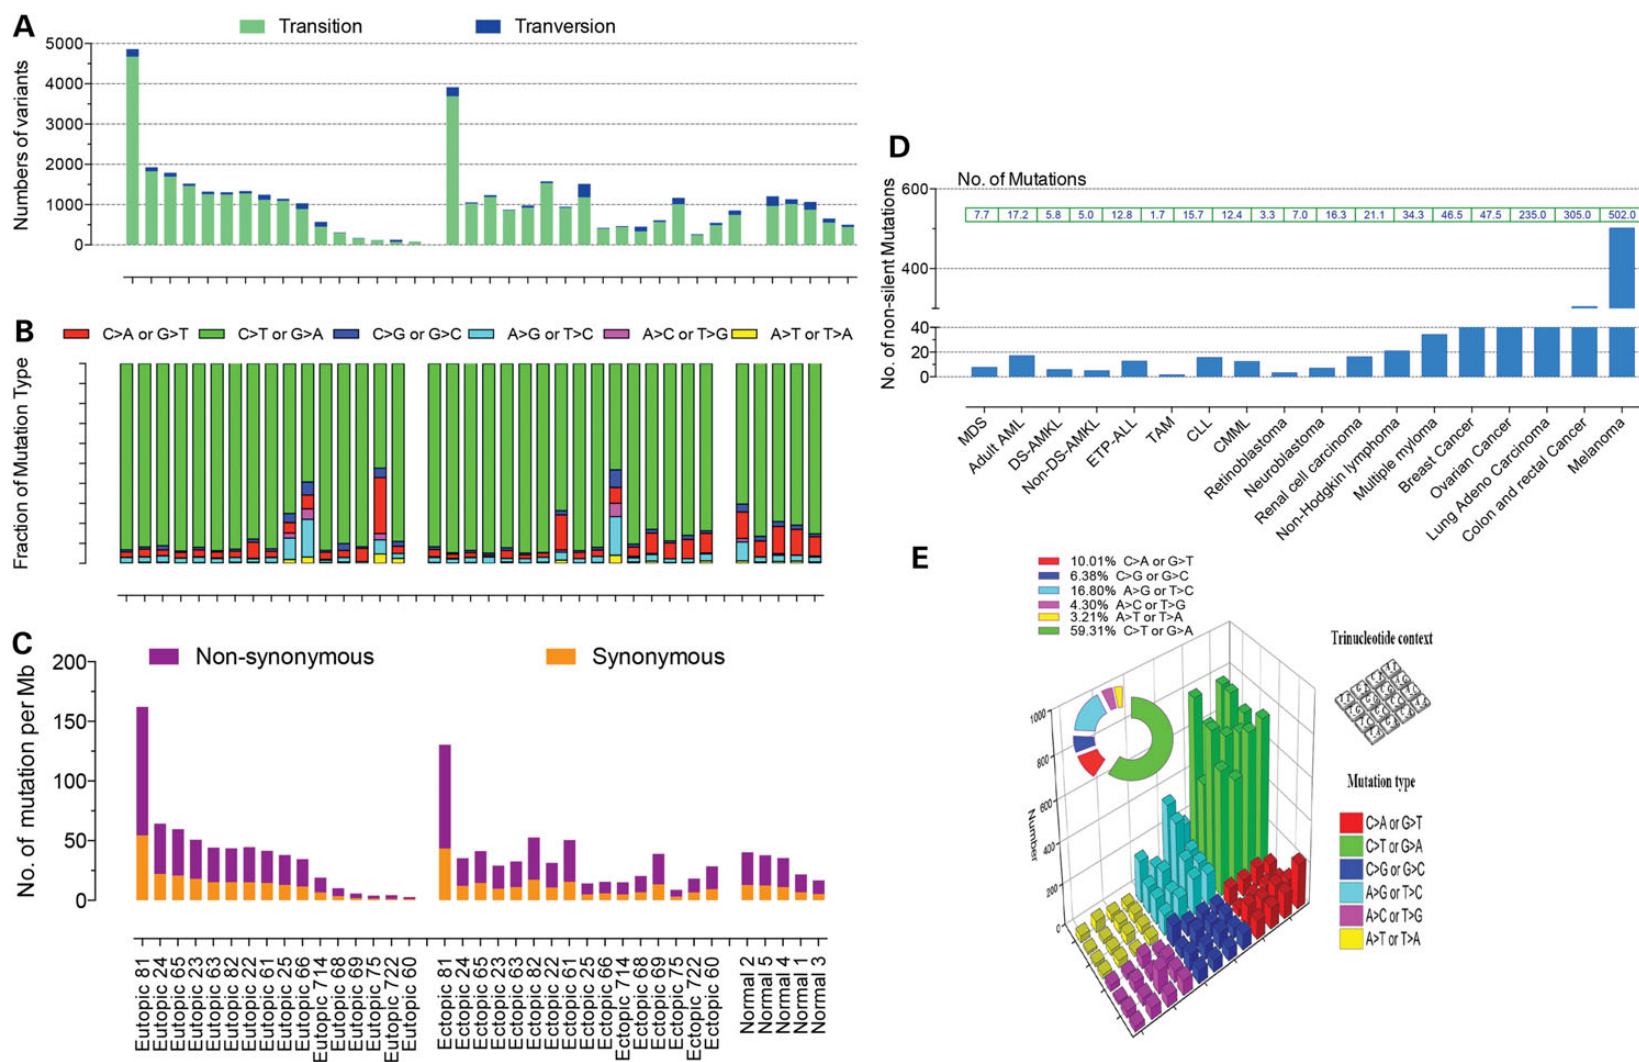 A
Transition
Tranversion
Numbers of variants
5000
4000
3000
2000
1000
0
B
C>A or G>T
C>T or G>A
C>G or G>C
A>G or T>C
A>C or T>G
A>T or T>A
Fraction of Mutation Type
C
Non-synonymous
Synonymous
No. of mutation per Mb
200
150
100
50
0
Eutopic 81
Eutopic 24
Eutopic 65
Eutopic 23
Eutopic 63
Eutopic 82
Eutopic 22
Eutopic 61
Eutopic 25
Eutopic 66
Eutopic 714
Eutopic 68
Eutopic 69
Eutopic 75
Eutopic 722
Eutopic 60
Ectopic 81
Ectopic 24
Ectopic 65
Ectopic 23
Ectopic 63
Ectopic 82
Ectopic 22
Ectopic 61
Ectopic 25
Ectopic 66
Ectopic 714
Ectopic 68
Ectopic 69
Ectopic 75
Ectopic 722
Ectopic 60
Normal 2
Normal 5
Normal 4
Normal 1
Normal 3
D
No. of Mutations
No. of non-silent Mutations
600
400
40
20
0
7.7 17.2 5.8 5.0 12.8 1.7 15.7 12.4 3.3 7.0 16.3 21.1 34.3 46.5 47.5 235.0 305.0 502.0
MDS
Adult AML
DS-AMKL
Non-DS-AMKL
ETP-ALL
TAM
CLL
CMML
Retinoblastoma
Neuroblastoma
Renal cell carcinoma
Non-Hodgkin lymphoma
Multiple myloma
Breast Cancer
Ovarian Cancer
Lung Adeno Carcinoma
Colon and rectal Cancer
Melanoma
E
10.01% C>A or G>T
6.38% C>G or G>C
16.80% A>G or T>C
4.30% A>C or T>G
3.21% A>T or T>A
59.31% C>T or G>A
Number
1000
800
600
400
200
0
Trinucleotide context
Mutation type
C>A or G>T
C>T or G>A
C>G or G>C
A>G or T>C
A>C or T>G
A>T or T>A